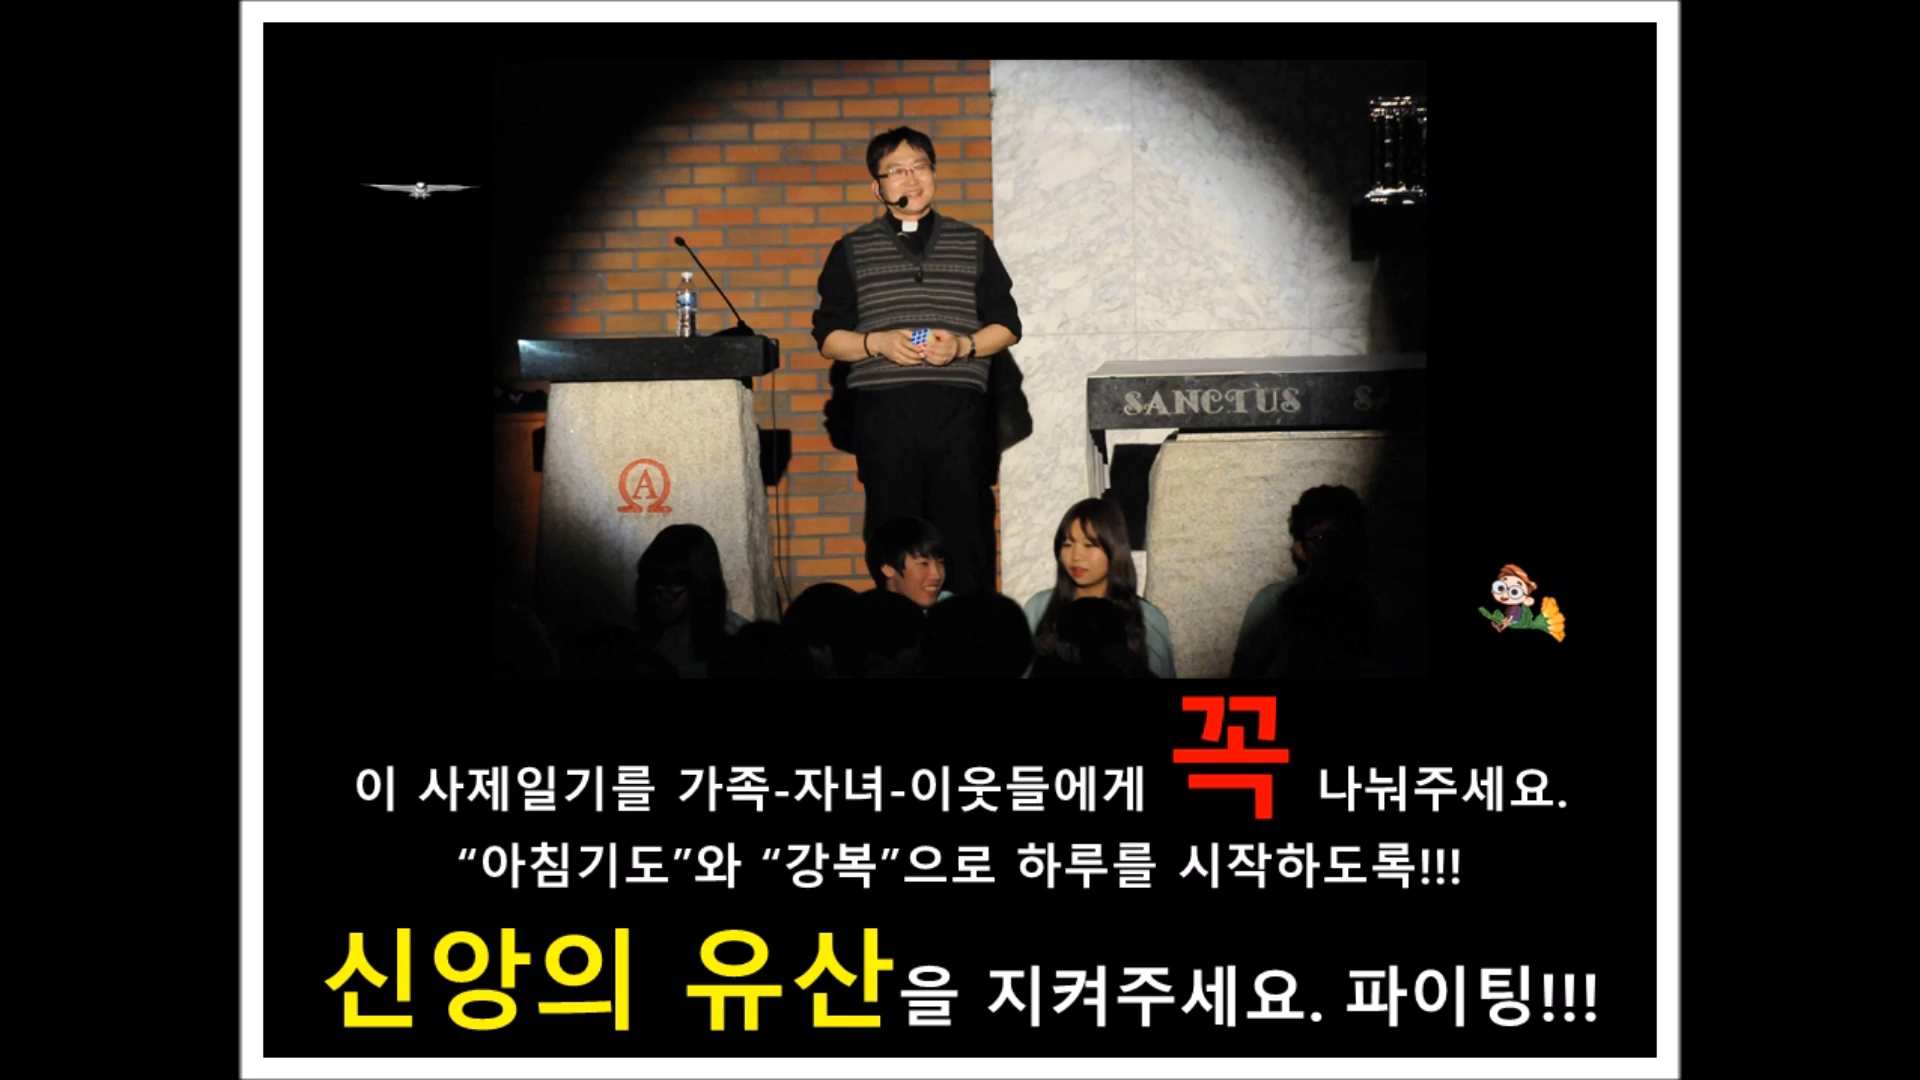 SANCTUS SA
A
이 사제일기를 가족-자녀-이웃들에게 꼭 나눠주세요.
“아침기도”와 “강복”으로 하루를 시작하도록!!!
신앙의 유산을 지켜주세요. 파이팅!!!